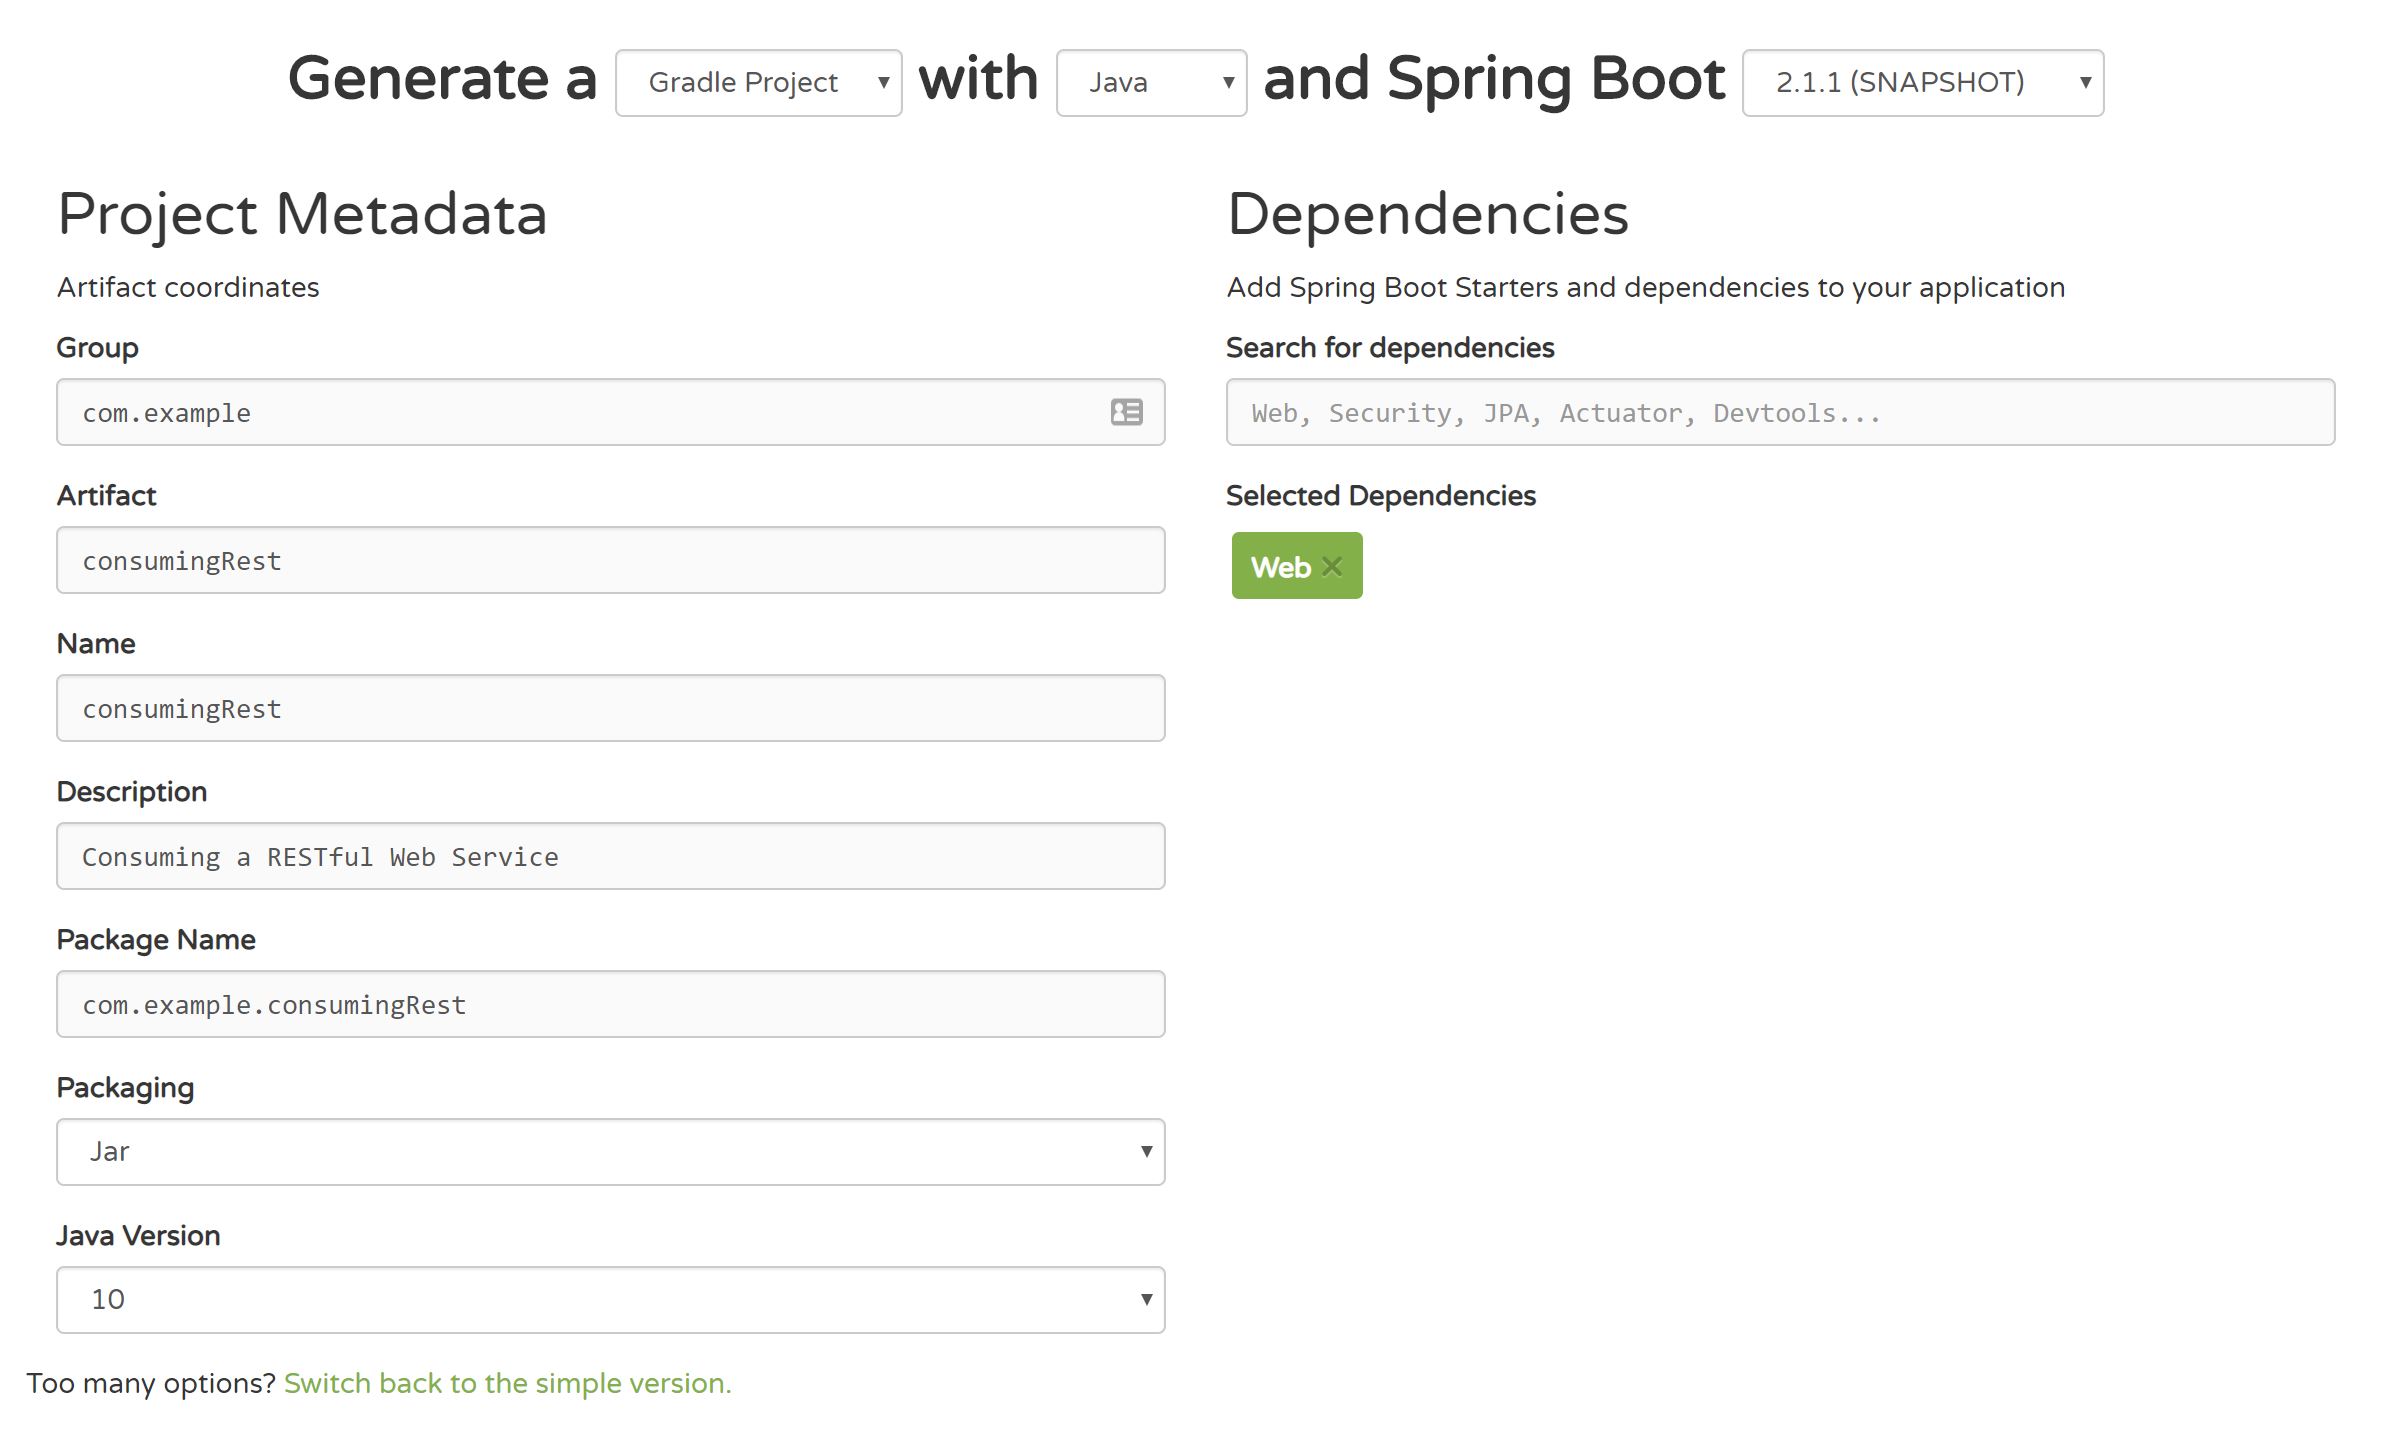 Generate a Gradle Project with Java and Spring Boot 2.1.1 (SNAPSHOT)
Project Metadata
Artifact coordinates
Group
com.example
Artifact
consumingRest
Name
consumingRest
Description
Consuming a RESTful Web Service
Package Name
com.example.consumingRest
Packaging
Jar
Java Version
10
Too many options? Switch back to the simple version.
Dependencies
Add Spring Boot Starters and dependencies to your application
Search for dependencies
Web, Security, JPA, Actuator, Devtools...
Selected Dependencies
Web